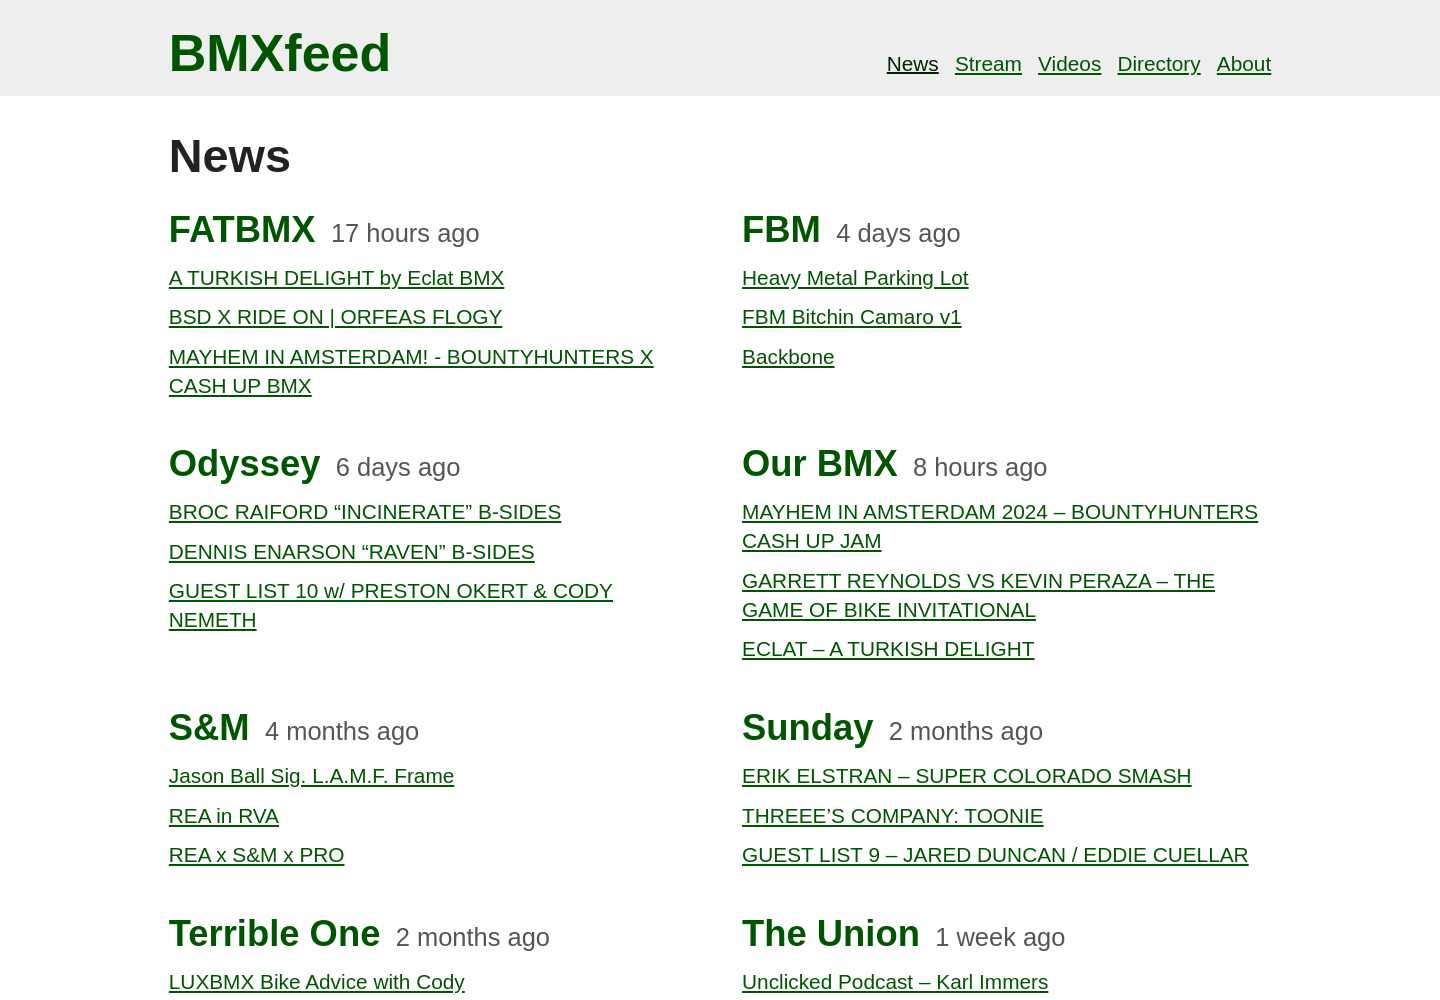 BMXfeed
News Stream Videos Directory About
News
FATBMX 17 hours ago
A TURKISH DELIGHT by Eclat BMX
BSD X RIDE ON | ORFEAS FLOGY
MAYHEM IN AMSTERDAM! - BOUNTYHUNTERS X
CASH UP BMX
FBM 4 days ago
Heavy Metal Parking Lot
FBM Bitchin Camaro v1
Backbone
Odyssey 6 days ago
BROC RAIFORD “INCINERATE” B-SIDES
DENNIS ENARSON “RAVEN” B-SIDES
GUEST LIST 10 w/ PRESTON OKERT & CODY
NEMETH
Our BMX 8 hours ago
MAYHEM IN AMSTERDAM 2024 – BOUNTYHUNTERS
CASH UP JAM
GARRETT REYNOLDS VS KEVIN PERAZA – THE
GAME OF BIKE INVITATIONAL
ECLAT – A TURKISH DELIGHT
S&M 4 months ago
Jason Ball Sig. L.A.M.F. Frame
REA in RVA
REA x S&M x PRO
Sunday 2 months ago
ERIK ELSTRAN – SUPER COLORADO SMASH
THREEE’S COMPANY: TOONIE
GUEST LIST 9 – JARED DUNCAN / EDDIE CUELLAR
Terrible One 2 months ago
LUXBMX Bike Advice with Cody
The Union 1 week ago
Unclicked Podcast – Karl Immers